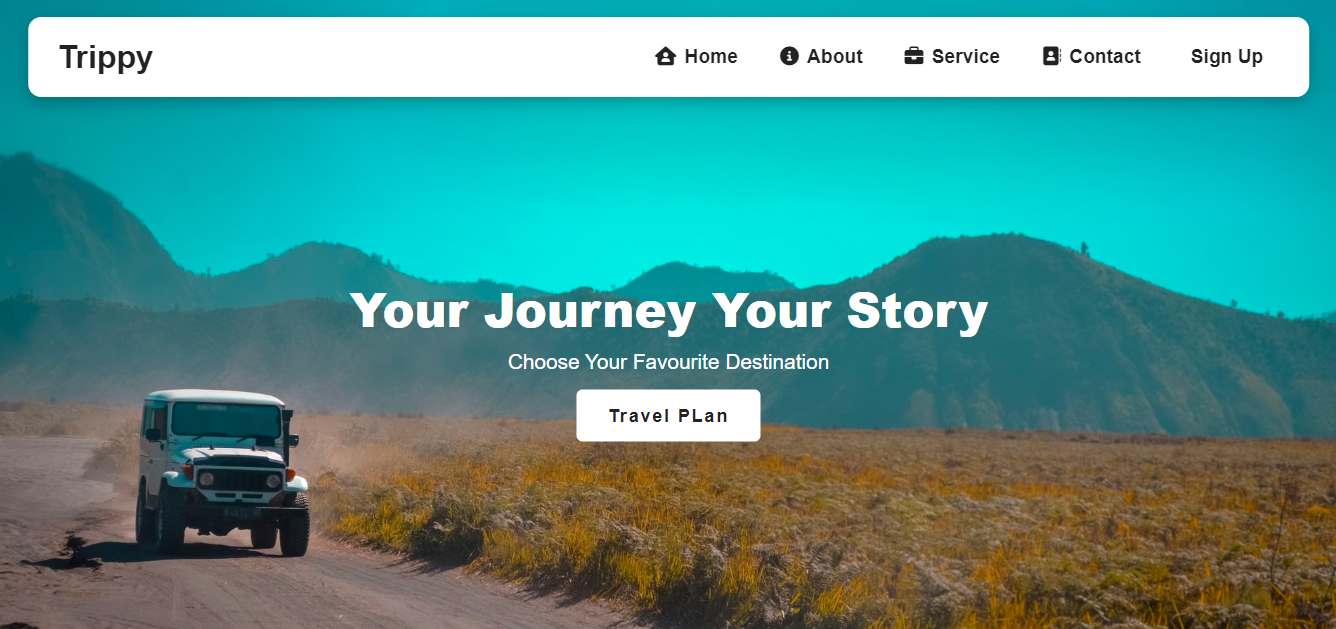 Trippy
Home About Service Contact Sign Up
Your Journey Your Story
Choose Your Favourite Destination
Travel PLan